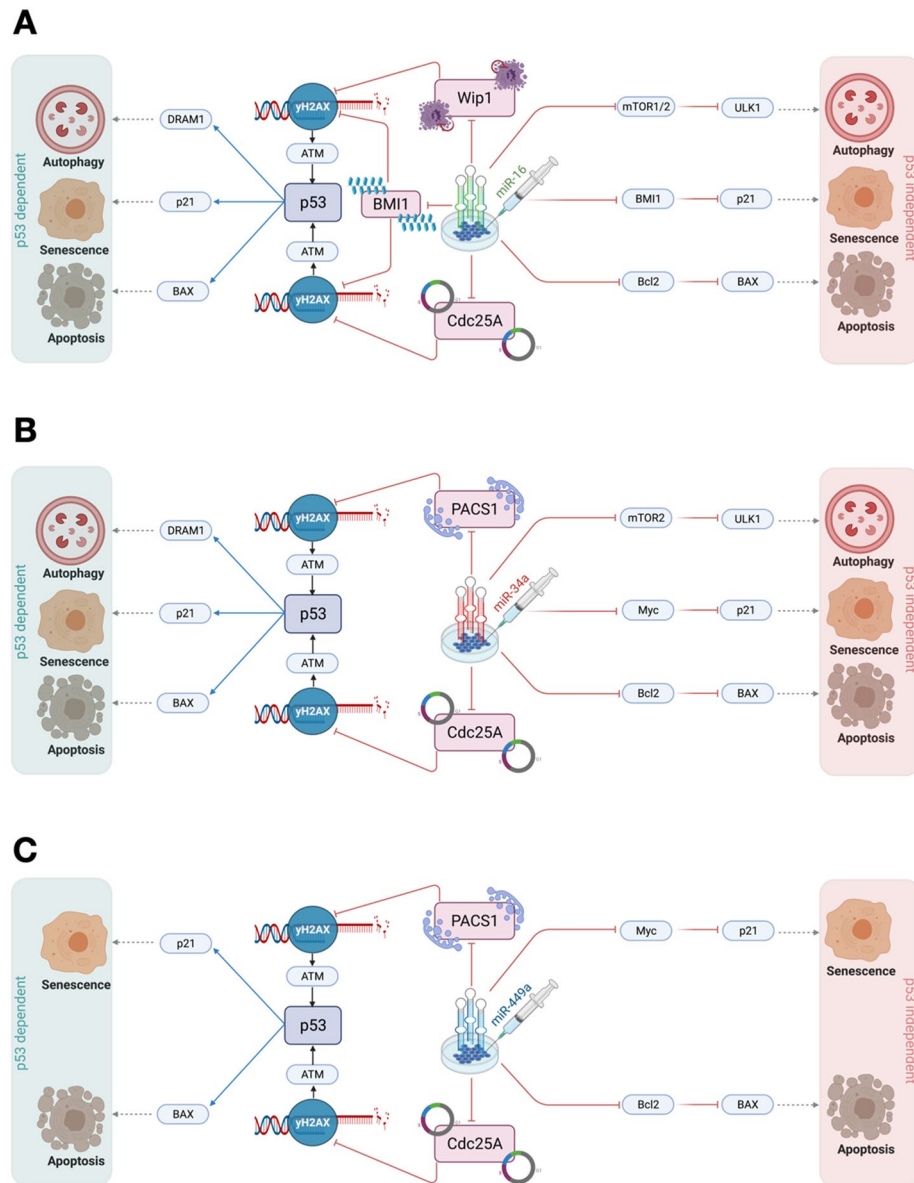 A
p53 dependent
Autophagy
Senescence
Apoptosis
DRAM1
p21
BAX
γH2AX
ATM
p53
ATM
γH2AX
BMI1
Wip1
miR-16
Cdc25A
mTOR1/2
ULK1
BMI1
p21
Bcl2
BAX
Autophagy
Senescence
Apoptosis
p53 independent
B
p53 dependent
Autophagy
Senescence
Apoptosis
DRAM1
p21
BAX
γH2AX
ATM
p53
ATM
γH2AX
PACS1
miR-34a
Cdc25A
mTOR2
ULK1
Myc
p21
Bcl2
BAX
Autophagy
Senescence
Apoptosis
p53 independent
C
p53 dependent
Senescence
Apoptosis
p21
BAX
γH2AX
ATM
p53
ATM
γH2AX
PACS1
miR-449a
Cdc25A
Myc
p21
Bcl2
BAX
Senescence
Apoptosis
p53 independent